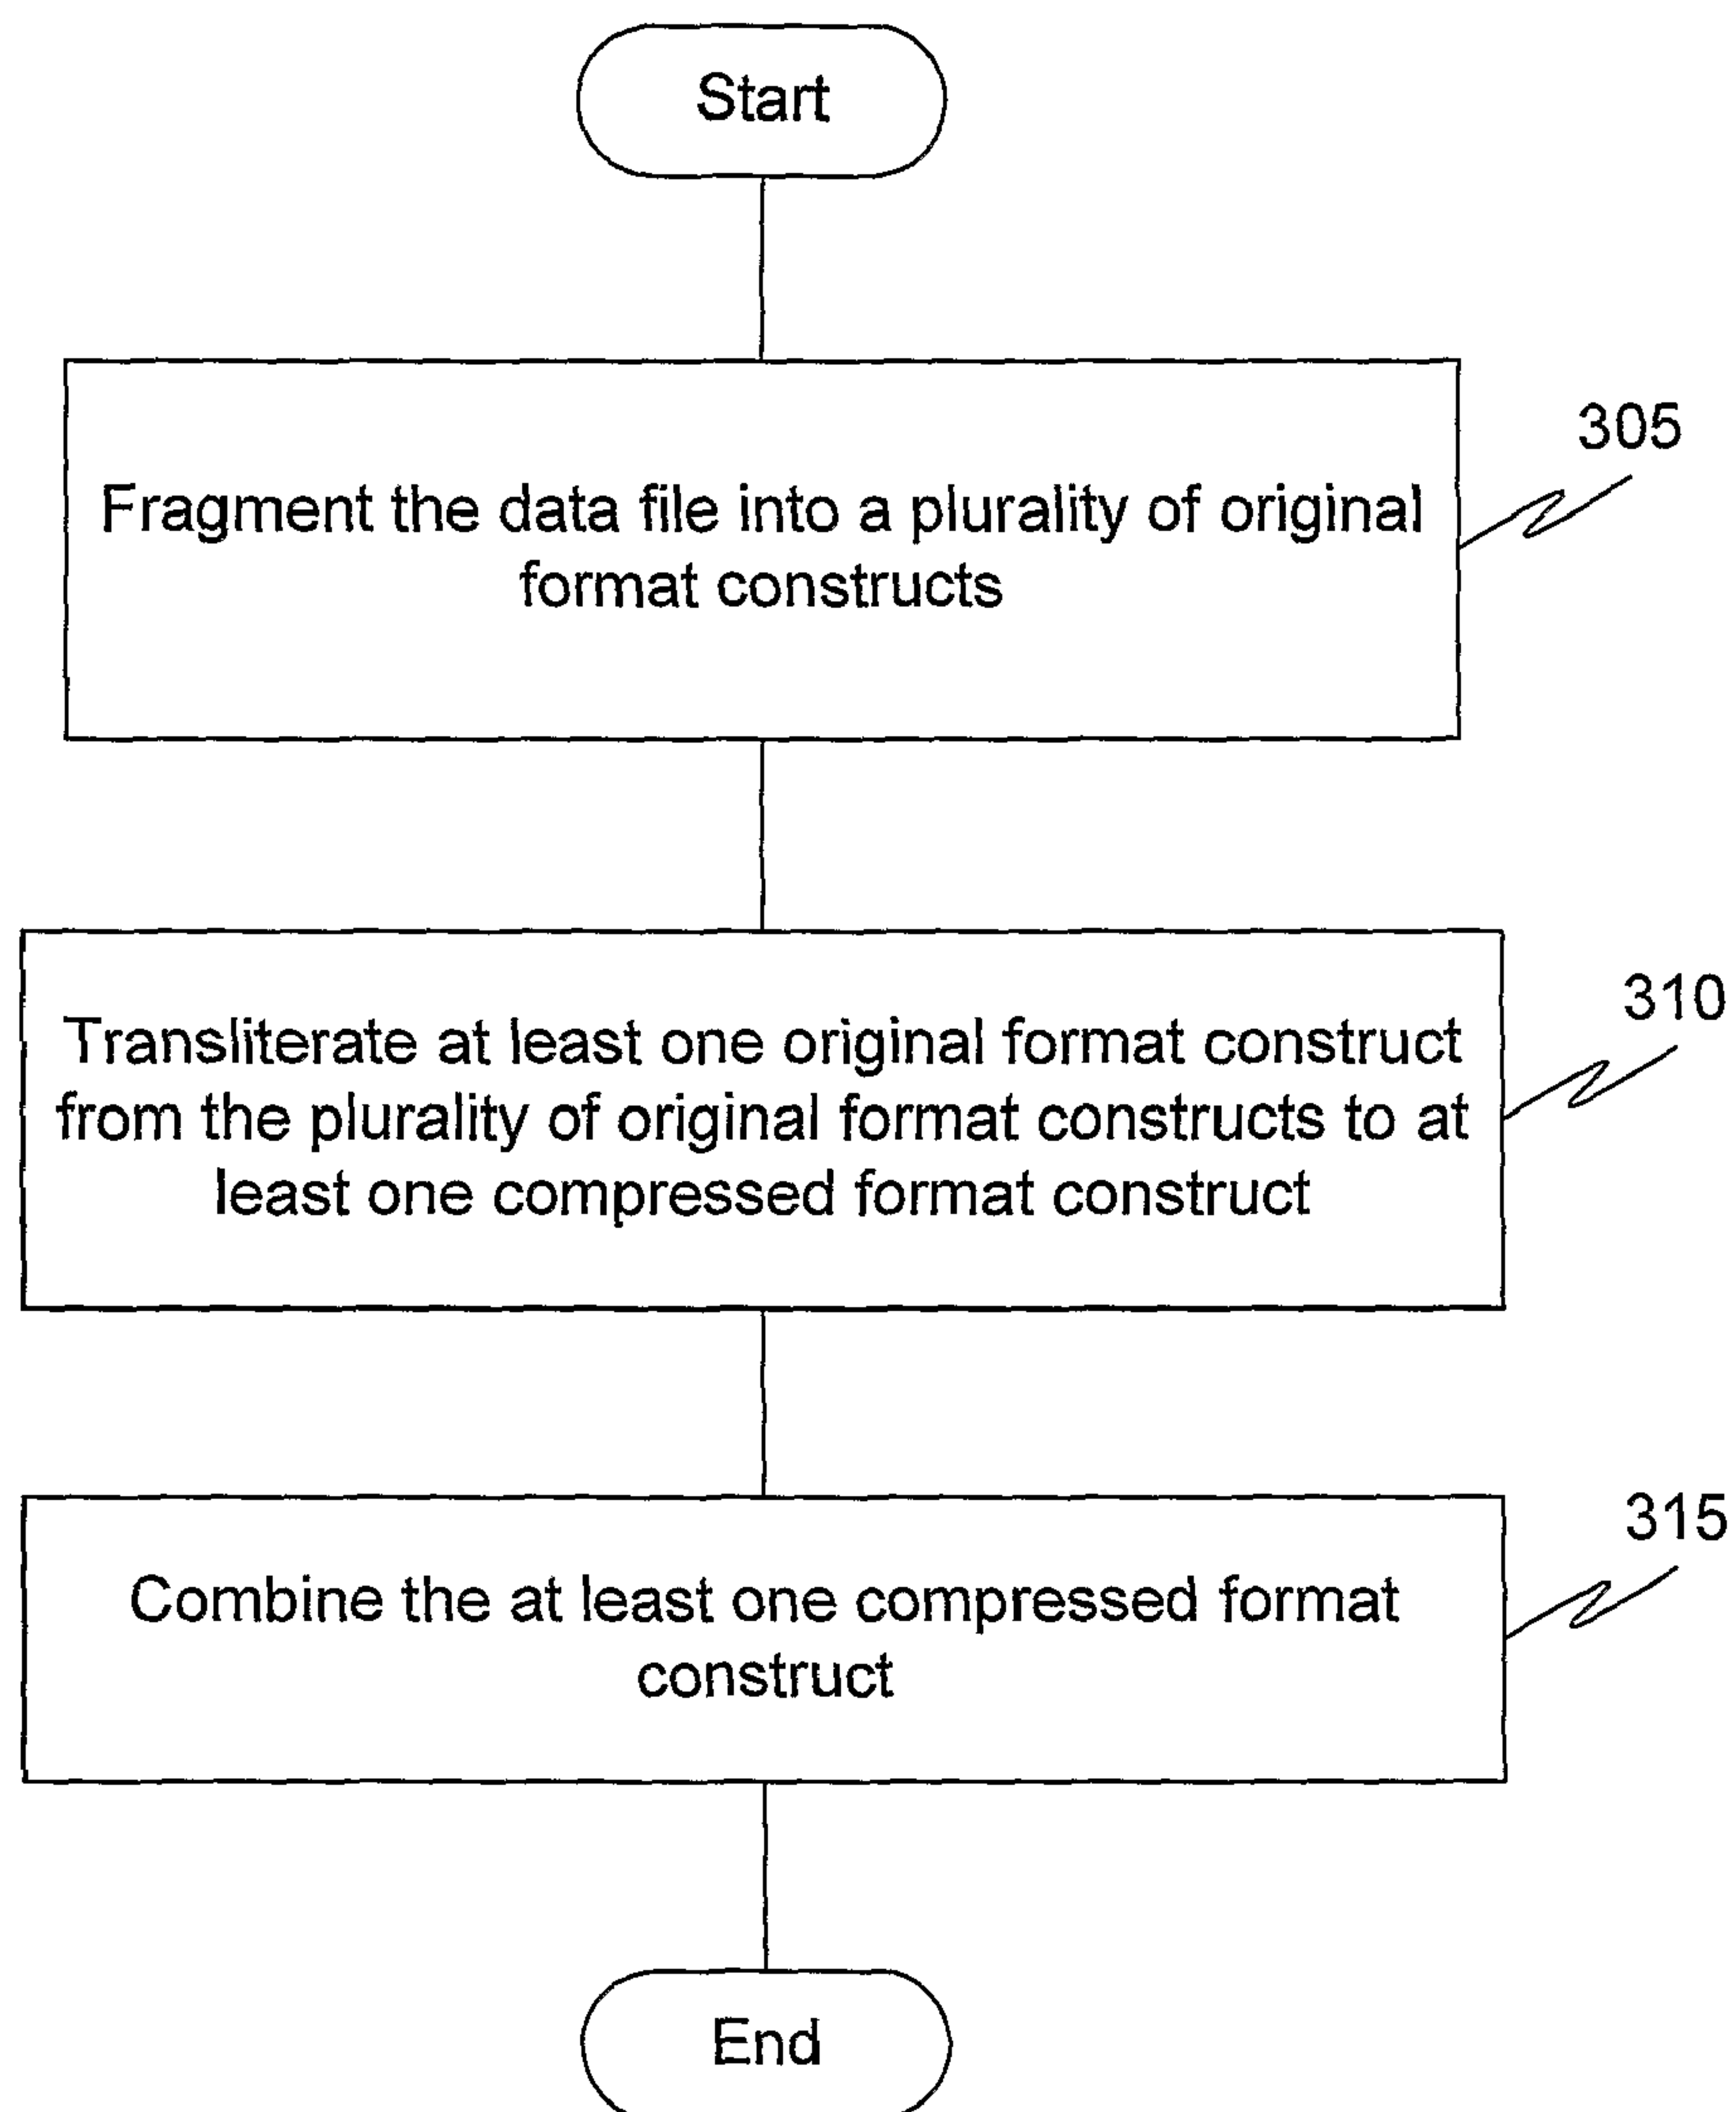 Start
305
Fragment the data file into a plurality of original
format constructs
310
Transliterate at least one original format construct
from the plurality of original format constructs to at
least one compressed format construct
315
Combine the at least one compressed format
construct
End